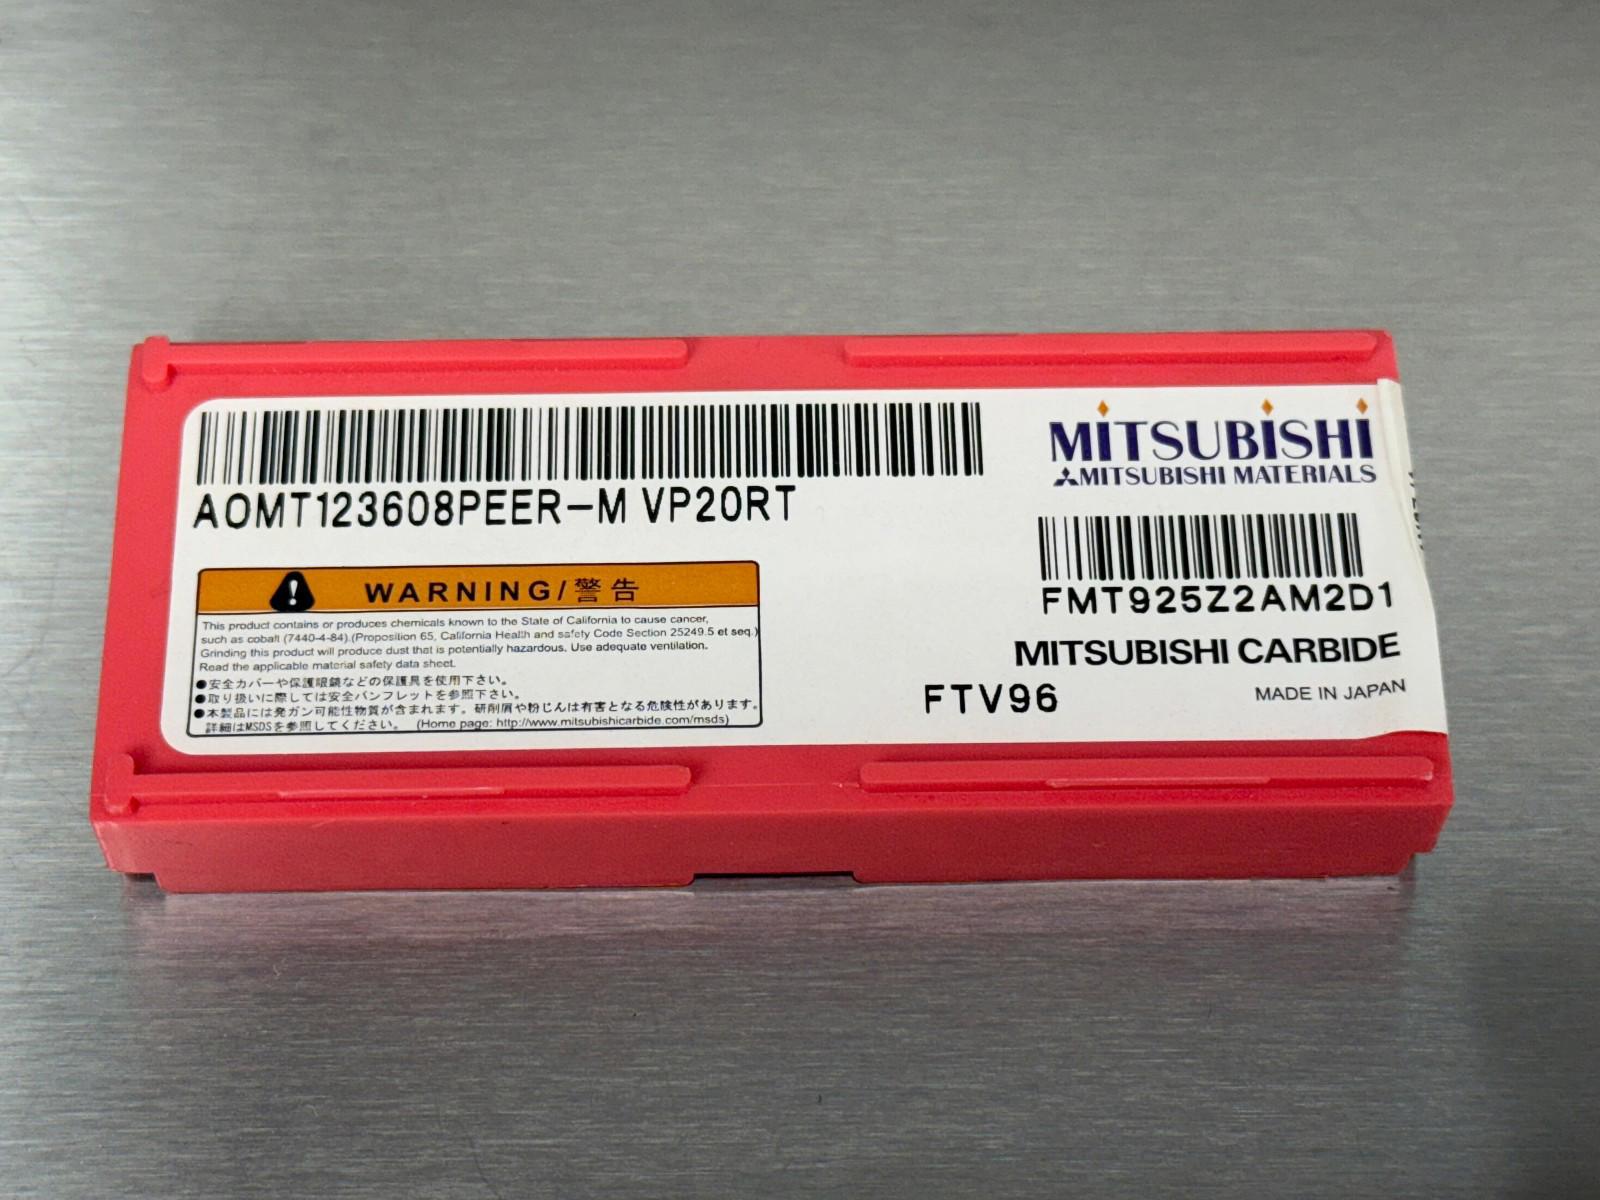 MITSUBISHI
MITSUBISHI MATERIALS
AOMT123608PEER-M VP20RT
FMT925Z2AM2D1
MITSUBISHI CARBIDE
FTV96
MADE IN JAPAN
WARNING/警告
This product contains or produces chemicals known to the State of California to cause cancer,
such as cobalt (7440-4-84).(Proposition 65, California Health and safety Code Section 25249.5 et seq.)
Grinding this product will produce dust that is potentially hazardous. Use adequate ventilation.
Read the applicable material safety data sheet.
●安全カバーや保護眼鏡などの保護具を使用下さい。
●取り扱いに際しては安全パンフレットを参照下さい。
●本製品には発ガン可能性物質が含まれます。研削屑や粉じんは有害となる危険性があります。
詳細はMSDSを参照してください。 (Home page: http://www.mitsubishicarbide.com/msds)